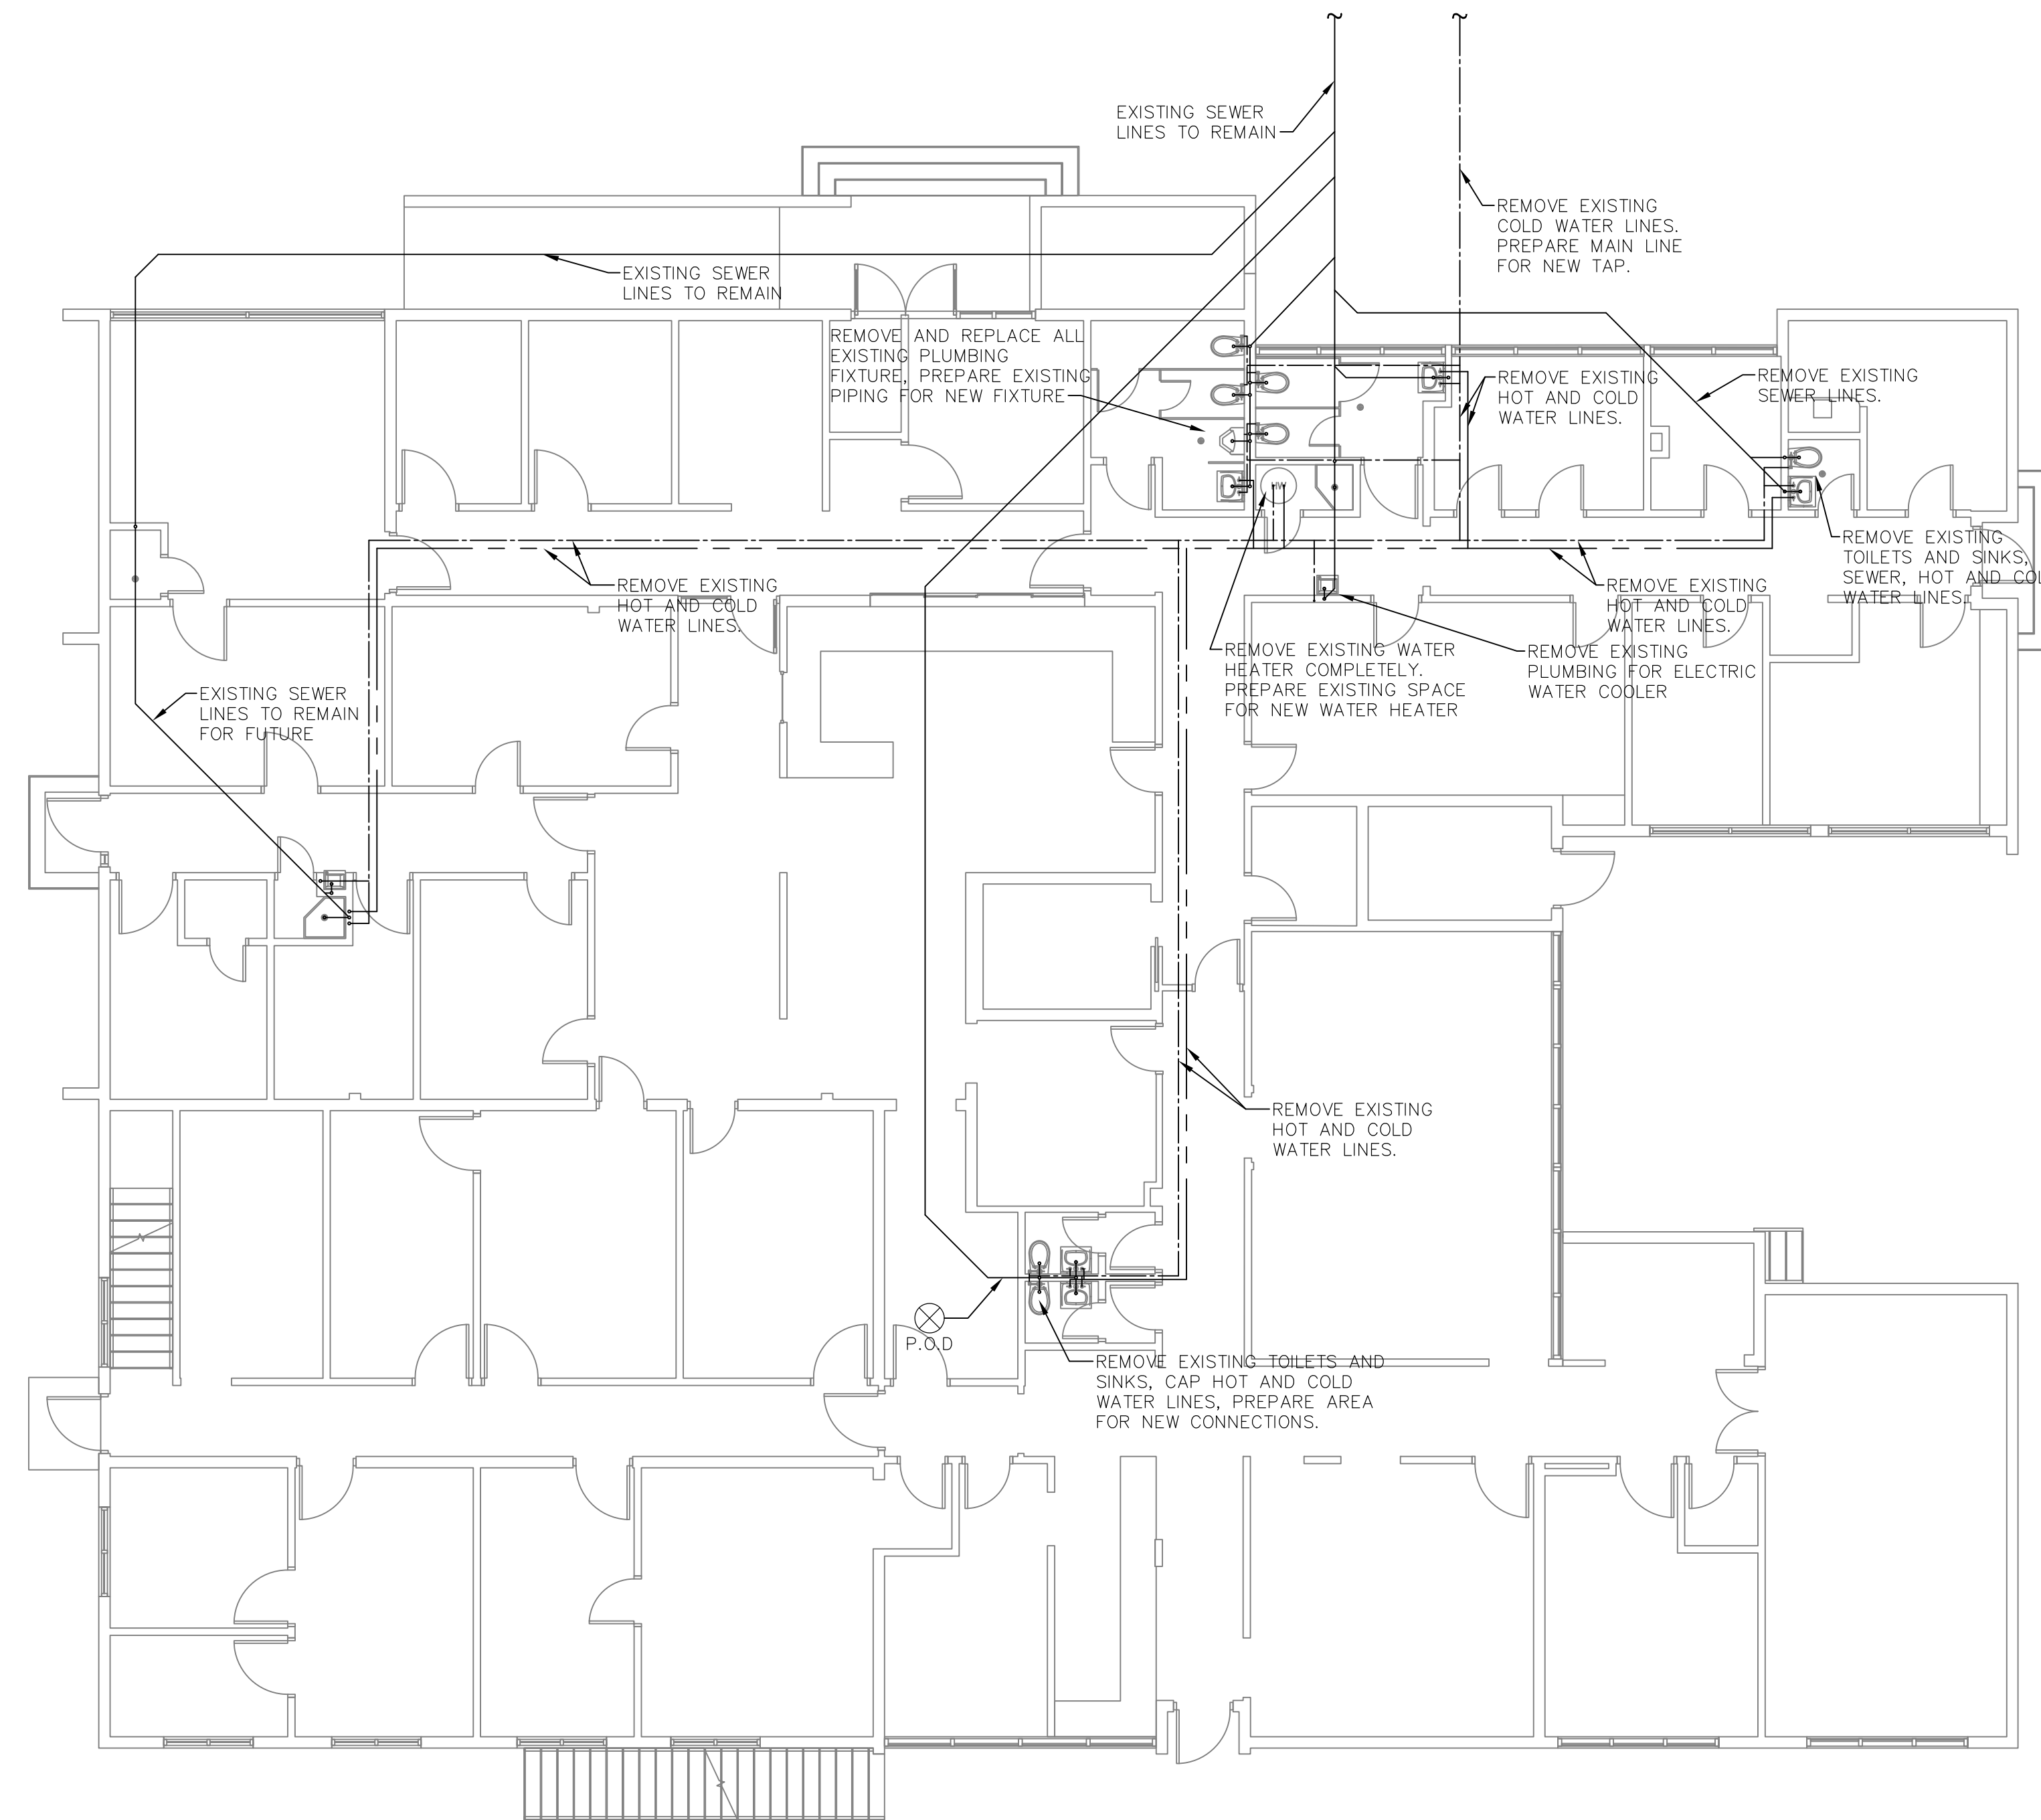 EXISTING SEWER
LINES TO REMAIN
REMOVE EXISTING
COLD WATER LINES.
PREPARE MAIN LINE
FOR NEW TAP.
EXISTING SEWER
LINES TO REMAIN
REMOVE AND REPLACE ALL
EXISTING PLUMBING
FIXTURE, PREPARE EXISTING
PIPING FOR NEW FIXTURE
REMOVE EXISTING
HOT AND COLD
WATER LINES.
REMOVE EXISTING
SEWER LINES.
HW
REMOVE EXISTING
TOILETS AND SINKS,
SEWER, HOT AND COL
WATER LINES.
REMOVE EXISTING
HOT AND COLD
WATER LINES.
REMOVE EXISTING
HOT AND COLD
WATER LINES.
REMOVE EXISTING WATER
HEATER COMPLETELY.
PREPARE EXISTING SPACE
FOR NEW WATER HEATER
REMOVE EXISTING
PLUMBING FOR ELECTRIC
WATER COOLER
EXISTING SEWER
LINES TO REMAIN
FOR FUTURE
REMOVE EXISTING
HOT AND COLD
WATER LINES.
P.O.D
REMOVE EXISTING TOILETS AND
SINKS, CAP HOT AND COLD
WATER LINES, PREPARE AREA
FOR NEW CONNECTIONS.